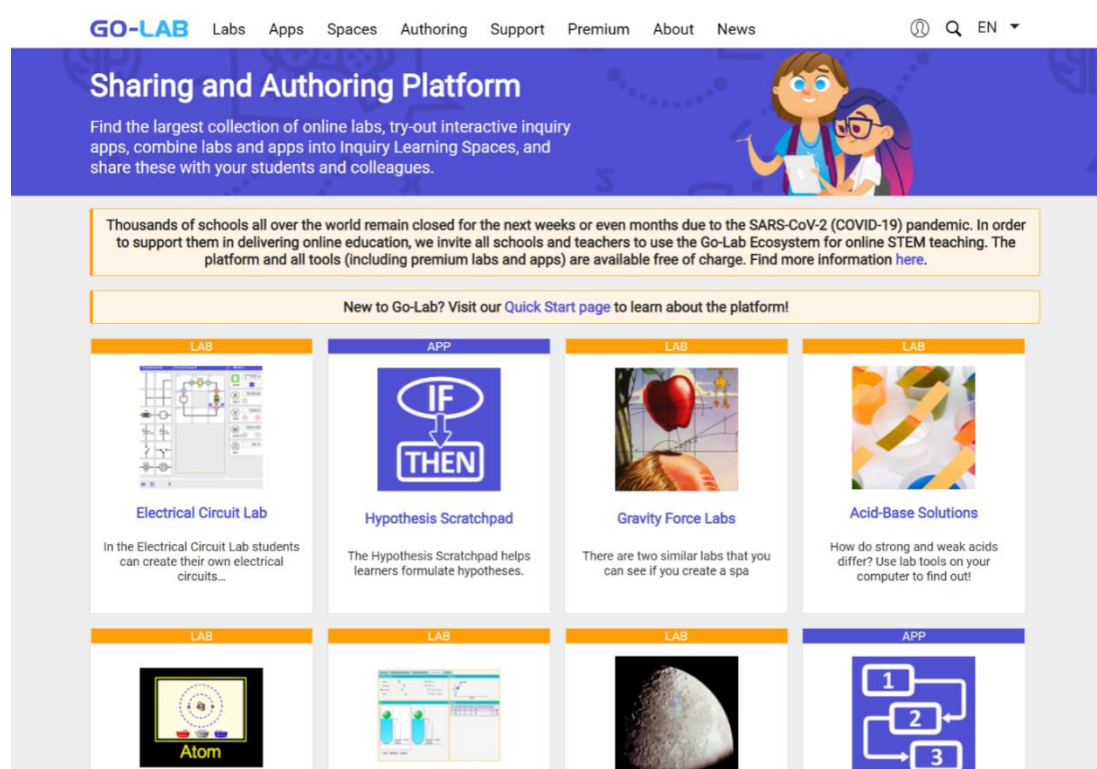 GO-LAB Labs Apps Spaces Authoring Support Premium About News EN
Sharing and Authoring Platform
Find the largest collection of online labs, try-out interactive inquiry
apps, combine labs and apps into Inquiry Learning Spaces, and
share these with your students and colleagues.
Thousands of schools all over the world remain closed for the next weeks or even months due to the SARS-CoV-2 (COVID-19) pandemic. In order
to support them in delivering online education, we invite all schools and teachers to use the Go-Lab Ecosystem for online STEM teaching. The
platform and all tools (including premium labs and apps) are available free of charge. Find more information here.
New to Go-Lab? Visit our Quick Start page to learn about the platform!
LAB
Electrical Circuit Lab
In the Electrical Circuit Lab students
can create their own electrical
circuits...
APP
IF
THEN
Hypothesis Scratchpad
The Hypothesis Scratchpad helps
learners formulate hypotheses.
LAB
Gravity Force Labs
There are two similar labs that you
can see if you create a spa
LAB
Acid-Base Solutions
How do strong and weak acids
differ? Use lab tools on your
computer to find out!
LAB
Atom
LAB
LAB
APP
1
2
3